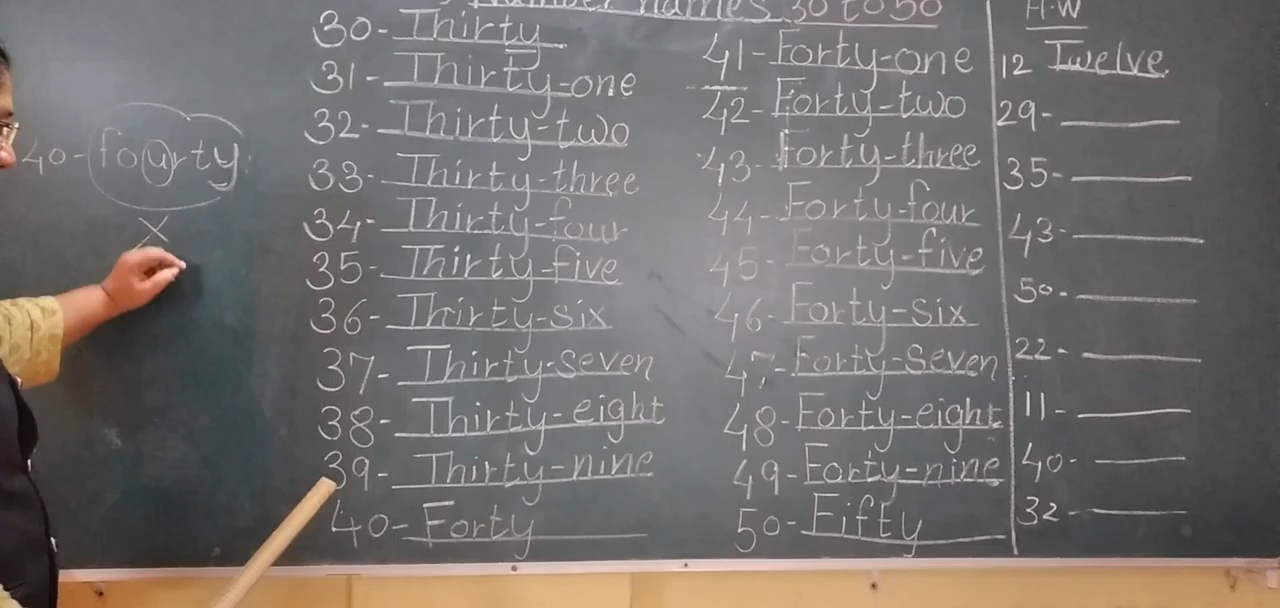 Number names 30 to 50
30- Thirty
31- Thirty-one
32- Thirty-two
33- Thirty-three
34- Thirty-four
35- Thirty-five
36- Thirty-six
37- Thirty-seven
38- Thirty-eight
39- Thirty-nine
40- Forty
41- Forty-one
42- Forty-two
43- Forty-three
44- Forty-four
45- Forty-five
46- Forty-six
47- Forty-Seven
48- Forty-eight
49- Forty-nine
50- Fifty
H.W
12 Twelve
29-
35-
43-
50-
22-
11-
40-
32-
40- fourty
X